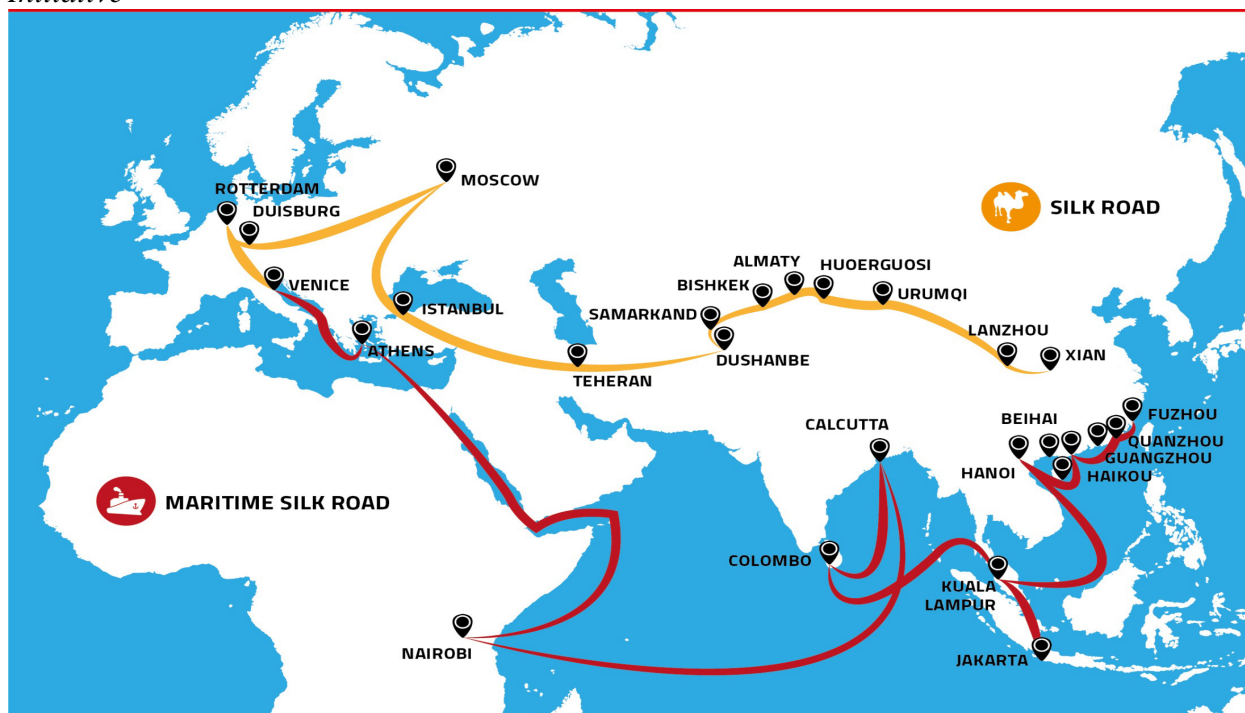 Initiative
MOSCOW
ROTTERDAM
DUISBURG
SILK ROAD
VENICE
ISTANBUL
ATHENS
TEHERAN
ALMATY
HUOERGUOSI
BISHKEK
URUMQI
SAMARKAND
DUSHANBE
LANZHOU
XIAN
CALCUTTA
BEIHAI
FUZHOU
QUANZHOU
GUANGZHOU
HANOI
HAIKOU
MARITIME SILK ROAD
COLOMBO
KUALA
LAMPUR
NAIROBI
JAKARTA